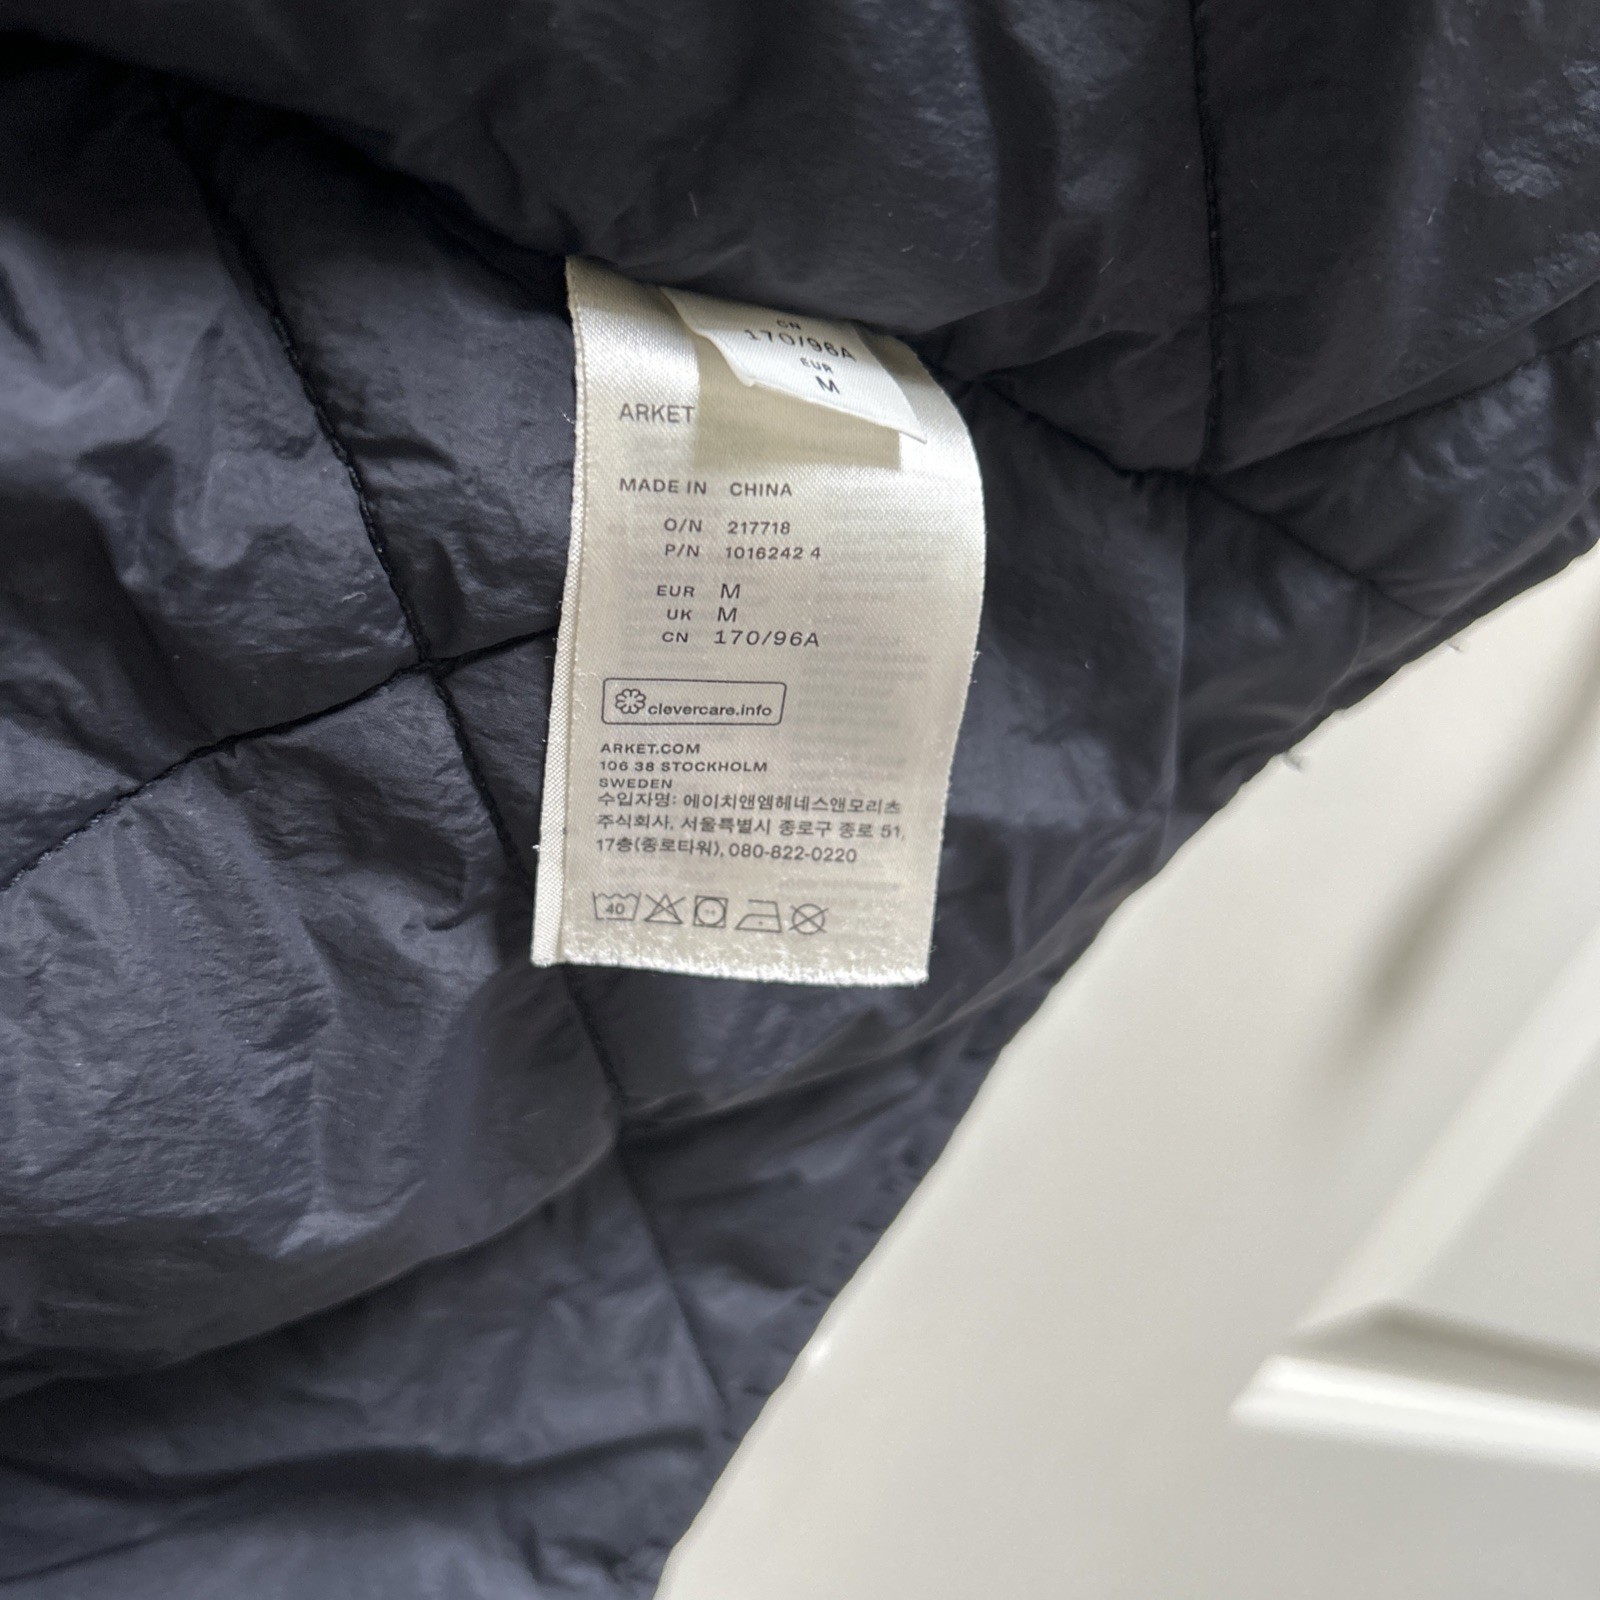 CN
170/96A
EUR
M
ARKET
MADE IN CHINA
O/N 217718
P/N 1016242 4
EUR M
UK M
CN 170/96A
clevercare.info
ARKET.COM
106 38 STOCKHOLM
SWEDEN
수입자명: 에이치앤엠헤네스앤모리츠
주식회사, 서울특별시 종로구 종로 51,
17층(종로타워), 080-822-0220
40